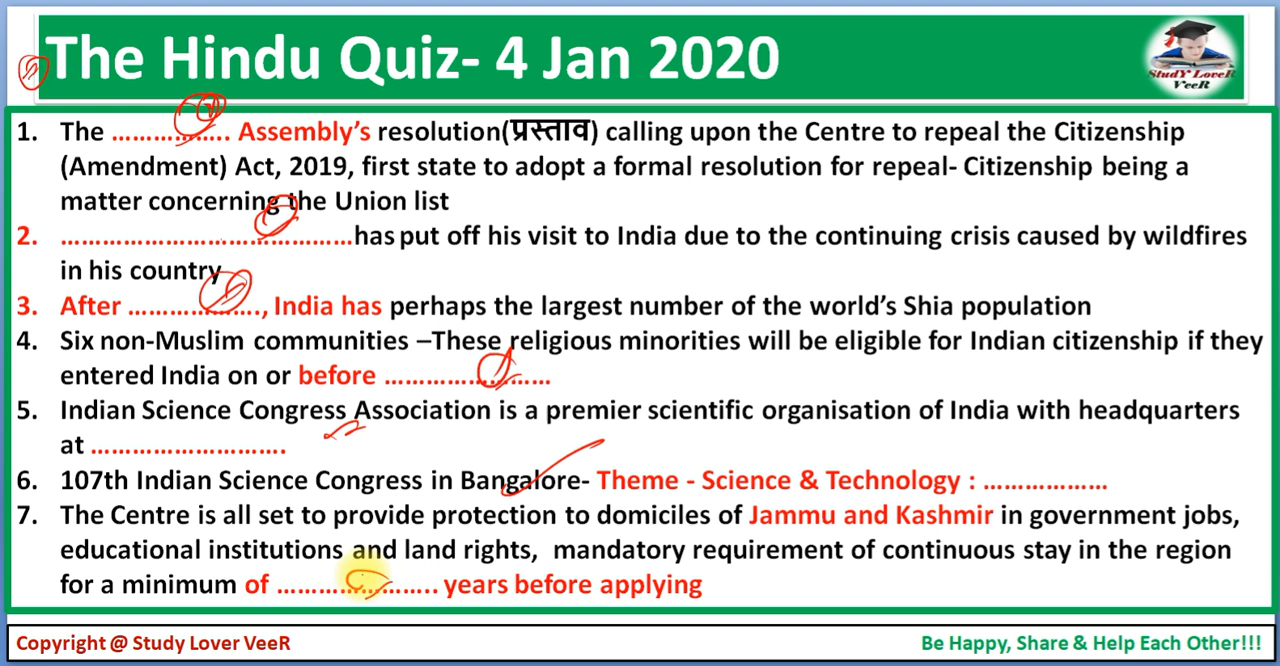 The Hindu Quiz- 4 Jan 2020
StudY LoveR
VeeR
1. The ……………….. Assembly’s resolution(प्रस्ताव) calling upon the Centre to repeal the Citizenship
(Amendment) Act, 2019, first state to adopt a formal resolution for repeal- Citizenship being a
matter concerning the Union list
2. ……………………………………has put off his visit to India due to the continuing crisis caused by wildfires
in his country
3. After ………………., India has perhaps the largest number of the world’s Shia population
4. Six non-Muslim communities –These religious minorities will be eligible for Indian citizenship if they
entered India on or before ……………………
5. Indian Science Congress Association is a premier scientific organisation of India with headquarters
at ……………………….
6. 107th Indian Science Congress in Bangalore- Theme - Science & Technology : ………………
7. The Centre is all set to provide protection to domiciles of Jammu and Kashmir in government jobs,
educational institutions and land rights,  mandatory requirement of continuous stay in the region
for a minimum of ………………….. years before applying
Copyright @ Study Lover VeeR
Be Happy, Share & Help Each Other!!!